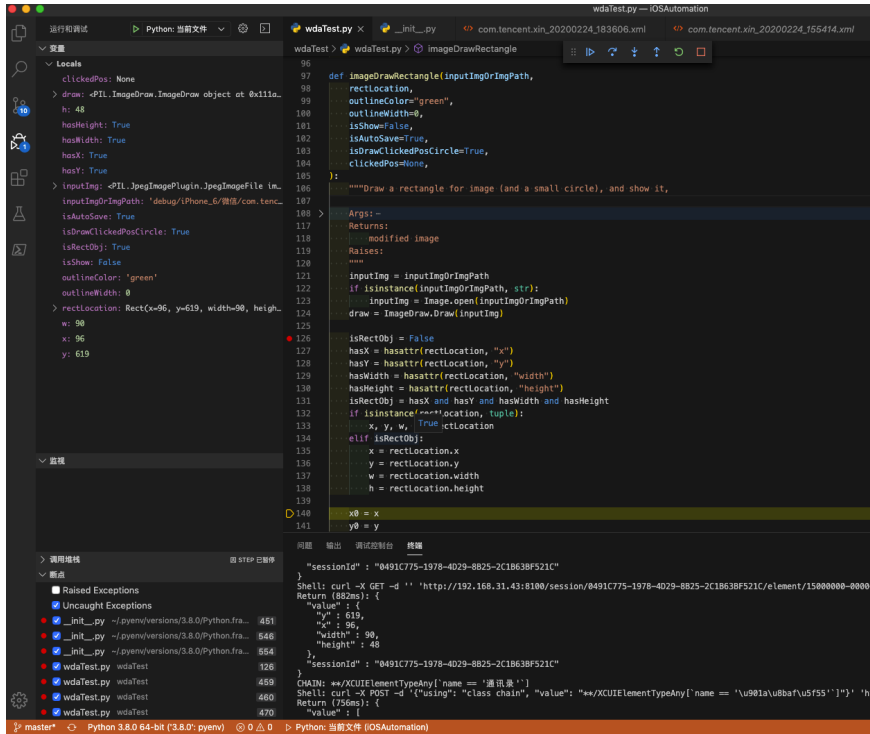 wdaTest.py — iOSAutomation
运行和调试
Python: 当前文件
wdaTest.py
__init__.py
com.tencent.xin_20200224_183606.xml
com.tencent.xin_20200224_155414.xml
wdaTest > wdaTest.py > imageDrawRectangle
变量
Locals
clickedPos: None
draw: <PIL.ImageDraw.ImageDraw object at 0x111a…
h: 48
hasHeight: True
hasWidth: True
hasX: True
hasY: True
inputImg: <PIL.JpegImagePlugin.JpegImageFile im…
inputImgOrImgPath: 'debug/iPhone_6/微信/com.tenc…
isAutoSave: True
isDrawClickedPosCircle: True
isRectObj: True
isShow: False
outlineColor: 'green'
outlineWidth: 0
rectLocation: Rect(x=96, y=619, width=90, heigh…
w: 90
x: 96
y: 619
10
1
监视
调用堆栈
因 STEP 已暂停
断点
Raised Exceptions
Uncaught Exceptions
__init__.py ~/.pyenv/versions/3.8.0/Python.fra… 451
__init__.py ~/.pyenv/versions/3.8.0/Python.fra… 546
__init__.py ~/.pyenv/versions/3.8.0/Python.fra… 554
wdaTest.py wdaTest 126
wdaTest.py wdaTest 459
wdaTest.py wdaTest 460
wdaTest.py wdaTest 470
96
97 def imageDrawRectangle(inputImgOrImgPath,
98 rectLocation,
99 outlineColor="green",
100 outlineWidth=0,
101 isShow=False,
102 isAutoSave=True,
103 isDrawClickedPosCircle=True,
104 clickedPos=None,
105 ):
106 """Draw a rectangle for image (and a small circle), and show it,
107
108 Args:…
117 Returns:
118 modified image
119 Raises:
120 """
121 inputImg = inputImgOrImgPath
122 if isinstance(inputImgOrImgPath, str):
123 inputImg = Image.open(inputImgOrImgPath)
124 draw = ImageDraw.Draw(inputImg)
125
126 isRectObj = False
127 hasX = hasattr(rectLocation, "x")
128 hasY = hasattr(rectLocation, "y")
129 hasWidth = hasattr(rectLocation, "width")
130 hasHeight = hasattr(rectLocation, "height")
131 isRectObj = hasX and hasY and hasWidth and hasHeight
132 if isinstance(rectLocation, tuple):
133 x, y, w, True ectLocation
134 elif isRectObj:
135 x = rectLocation.x
136 y = rectLocation.y
137 w = rectLocation.width
138 h = rectLocation.height
139
140 x0 = x
141 y0 = y
问题 输出 调试控制台 终端
"sessionId" : "0491C775-1978-4D29-8B25-2C1B63BF521C"
}
Shell: curl -X GET -d '' 'http://192.168.31.43:8100/session/0491C775-1978-4D29-8B25-2C1B63BF521C/element/15000000-0000
Return (882ms): {
"value" : {
"y" : 619,
"x" : 96,
"width" : 90,
"height" : 48
},
"sessionId" : "0491C775-1978-4D29-8B25-2C1B63BF521C"
}
CHAIN: **/XCUIElementTypeAny[`name == '通讯录'`]
Shell: curl -X POST -d '{"using": "class chain", "value": "**/XCUIElementTypeAny[`name == '\u901a\u8baf\u5f55'`]"}' 'h
Return (756ms): {
"value" : [
master* Python 3.8.0 64-bit ('3.8.0': pyenv) 0 0 Python: 当前文件 (iOSAutomation)